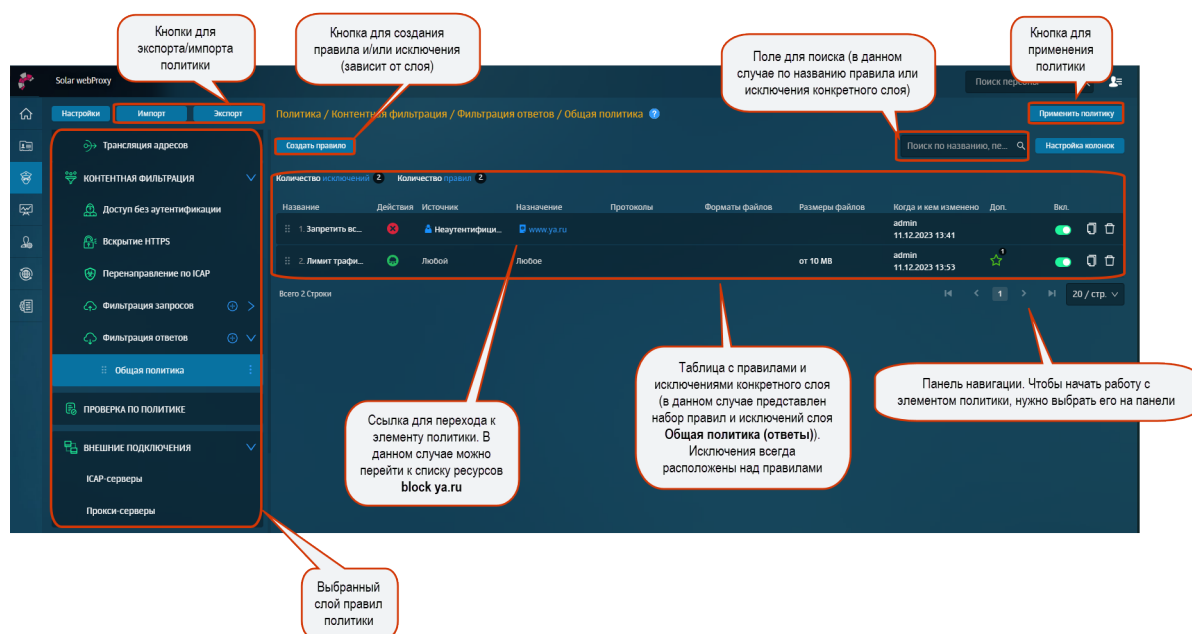 Кнопки для
экспорта/импорта
политики
Кнопка для создания
правила и/или исключения
(зависит от слоя)
Поле для поиска (в данном
случае по названию правила или
исключения конкретного слоя)
Кнопка для
применения
политики
Solar webProxy
Поиск
Настройки Импорт Экспорт
Политика / Контентная фильтрация / Фильтрация ответов / Общая политика ?
Применить политику
Трансляция адресов
Создать правило
Поиск по названию, пе...
Настройка колонок
КОНТЕНТНАЯ ФИЛЬТРАЦИЯ
Количество исключений 2 Количество правил 2
Доступ без аутентификации
Название Действия Источник Назначение Протоколы Форматы файлов Размеры файлов Когда и кем изменено Доп. Вкл.
1. Запретить вс... Неаутентифици... www.ya.ru admin
11.12.2023 13:41
Вскрытие HTTPS
2. Лимит трафи... Любой Любое от 10 MB admin
11.12.2023 13:53
1
Перенаправление по ICAP
Всего 2 Строки
1
20 / стр.
Фильтрация запросов
Фильтрация ответов
Общая политика
ПРОВЕРКА ПО ПОЛИТИКЕ
ВНЕШНИЕ ПОДКЛЮЧЕНИЯ
ICAP-серверы
Прокси-серверы
Ссылка для перехода к
элементу политики. В
данном случае можно
перейти к списку ресурсов
block ya.ru
Таблица с правилами и
исключениями конкретного слоя
(в данном случае представлен
набор правил и исключений слоя
Общая политика (ответы)).
Исключения всегда
расположены над правилами
Панель навигации. Чтобы начать работу с
элементом политики, нужно выбрать его на панели
Выбранный
слой правил
политики